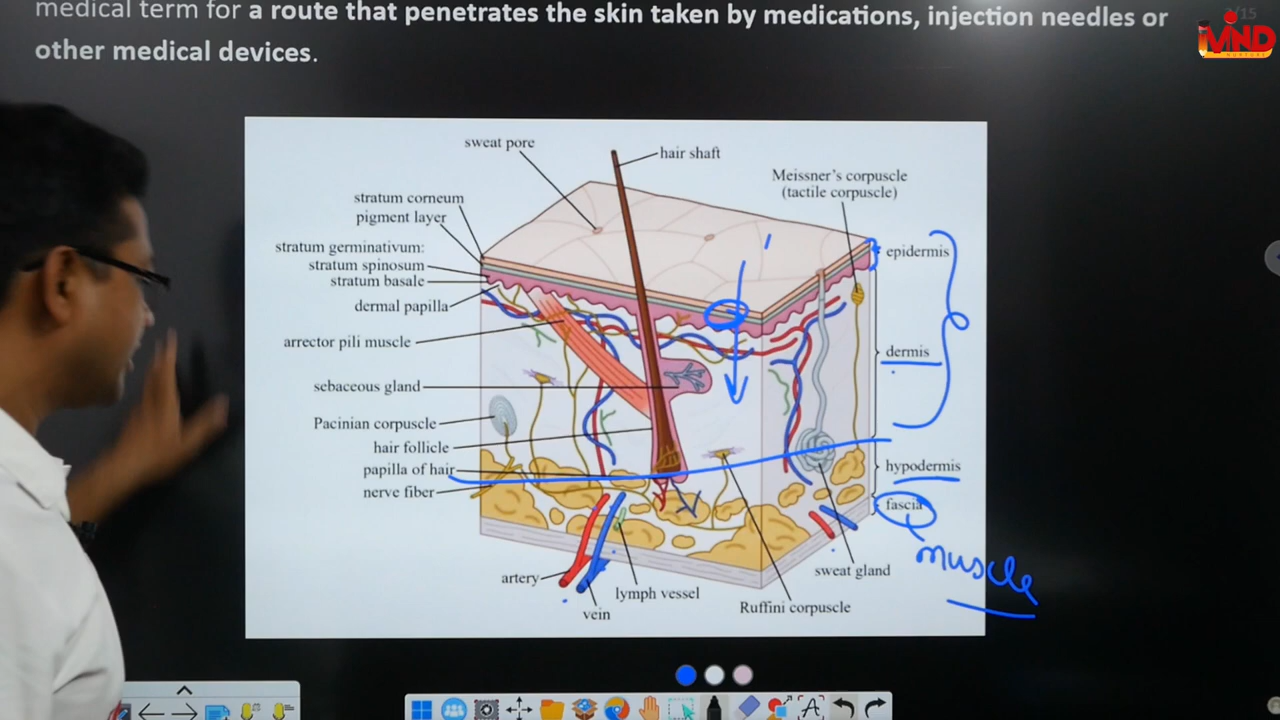 medical term for a route that penetrates the skin taken by medications, injection needles or
other medical devices.
/15
MIND
sweat pore
hair shaft
Meissner's corpuscle
(tactile corpuscle)
stratum corneum
pigment layer
stratum germinativum:
stratum spinosum
stratum basale
dermal papilla
epidermis
arrector pili muscle
dermis
sebaceous gland
Pacinian corpuscle
hair follicle
papilla of hair
hypodermis
nerve fiber
fascia
muscle
artery
vein
lymph vessel
sweat gland
Ruffini corpuscle